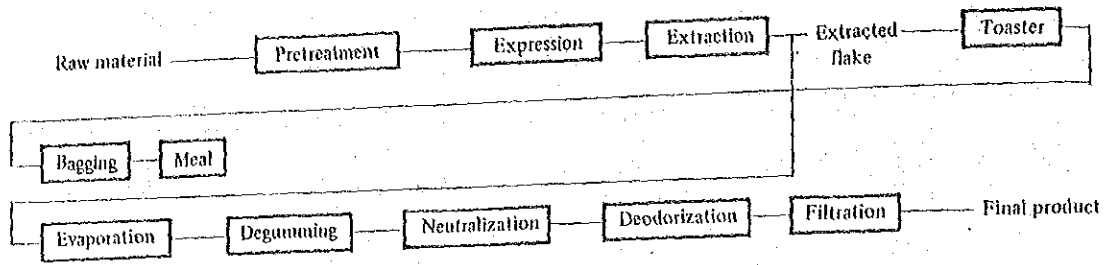 Raw material Pretreatment Expression Extraction Extracted Toaster
flake
Bagging Meal
Evaporation Degumming Neutralization Deodorization Filtration Final product